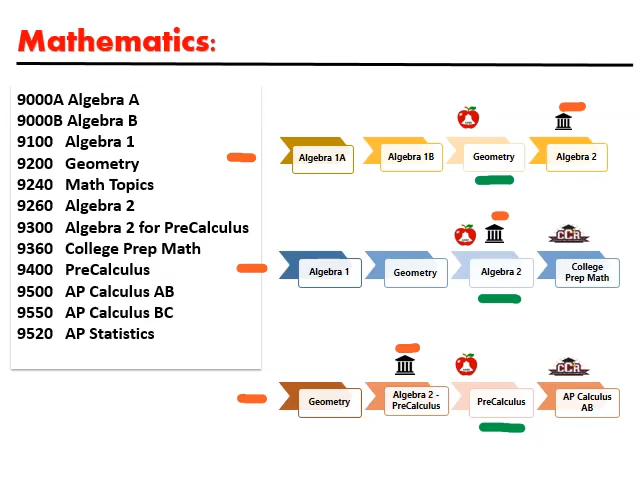 Mathematics:
9000A Algebra A
9000B Algebra B
9100 Algebra 1
9200 Geometry
9240 Math Topics
9260 Algebra 2
9300 Algebra 2 for PreCalculus
9360 College Prep Math
9400 PreCalculus
9500 AP Calculus AB
9550 AP Calculus BC
9520 AP Statistics
Algebra 1A
Algebra 1B
Geometry
Algebra 2
CCR
Algebra 1
Geometry
Algebra 2
College
Prep Math
CCR
Geometry
Algebra 2 -
PreCalculus
PreCalculus
AP Calculus
AB